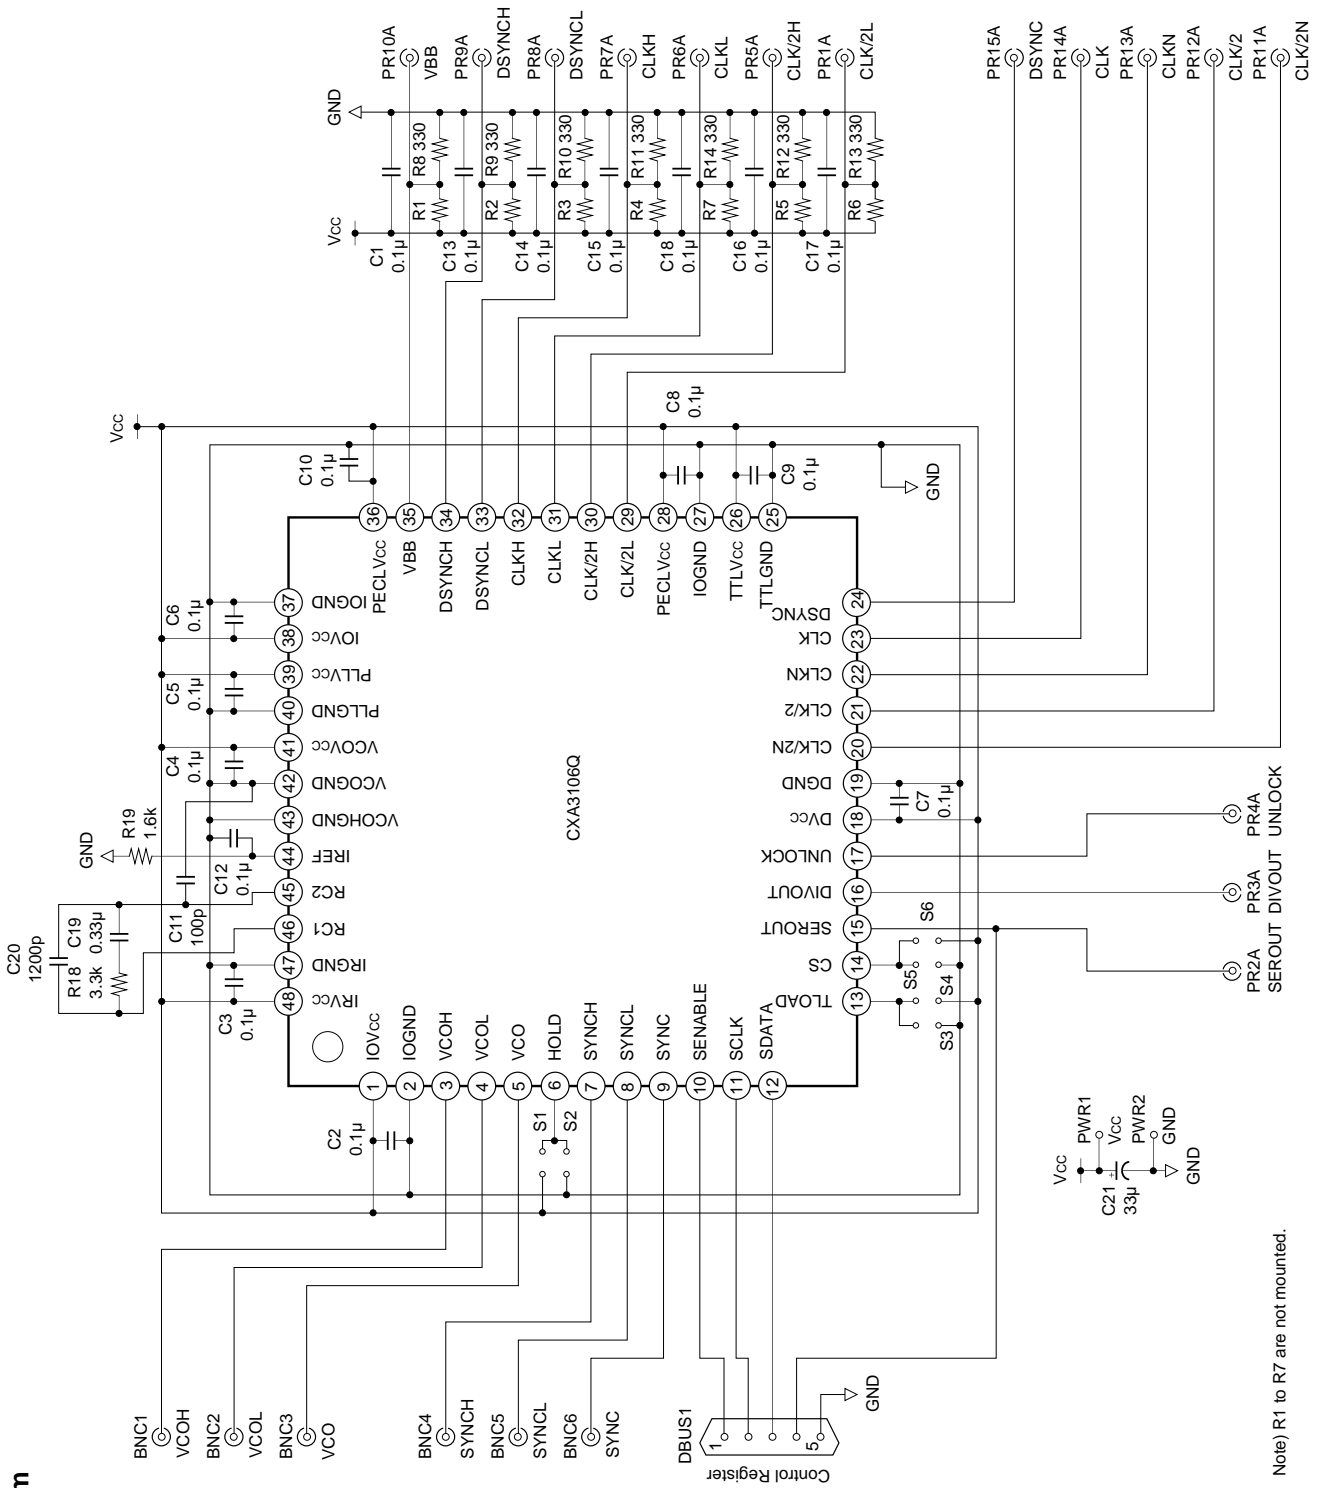 m
PR10A
VBB
PR9A
DSYNCH
PR8A
DSYNCL
PR7A
CLKH
PR6A
CLKL
PR5A
CLK/2H
PR1A
CLK/2L
PR15A
DSYNC
PR14A
CLK
PR13A
CLKN
PR12A
CLK/2
PR11A
CLK/2N
GND
R8 330
R9 330
R10 330
R11 330
R14 330
R12 330
R13 330
R1
R2
R3
R4
R7
R5
R6
Vcc
C1
0.1µ
C13
0.1µ
C14
0.1µ
C15
0.1µ
C18
0.1µ
C16
0.1µ
C17
0.1µ
Vcc
C10
0.1µ
C8
0.1µ
C9
0.1µ
GND
36
35
34
33
32
31
30
29
28
27
26
25
PECLVcc
VBB
DSYNCH
DSYNCL
CLKH
CLKL
CLK/2H
CLK/2L
PECLVcc
IOGND
TTLVcc
TTLGND
C6
0.1µ
C5
0.1µ
C4
0.1µ
R19
1.6k
GND
C12
0.1µ
C11
100p
C19
0.33µ
R18
3.3k
C20
1200p
C3
0.1µ
37
38
39
40
41
42
43
44
45
46
47
48
IOGND
IOVcc
PLLVcc
PLLGND
VCOVcc
VCOGND
VCOHGND
IREF
RC2
RC1
IRGND
IRVcc
CXA3106Q
DSYNC
CLK
CLKN
CLK/2
CLK/2N
DGND
DVcc
UNLOCK
DIVOUT
SEROUT
CS
TLOAD
24
23
22
21
20
19
18
17
16
15
14
13
C7
0.1µ
S6
S5
S4
S3
PR4A
UNLOCK
PR3A
DIVOUT
PR2A
SEROUT
IOVcc
IOGND
VCOH
VCOL
VCO
HOLD
SYNCH
SYNCL
SYNC
SENABLE
SCLK
SDATA
1
2
3
4
5
6
7
8
9
10
11
12
C2
0.1µ
S1
S2
Vcc
PWR1
Vcc
C21
33µ
+
PWR2
GND
GND
BNC1
VCOH
BNC2
VCOL
BNC3
VCO
BNC4
SYNCH
BNC5
SYNCL
BNC6
SYNC
DBUS1
1
5
GND
Control Register
Note) R1 to R7 are not mounted.